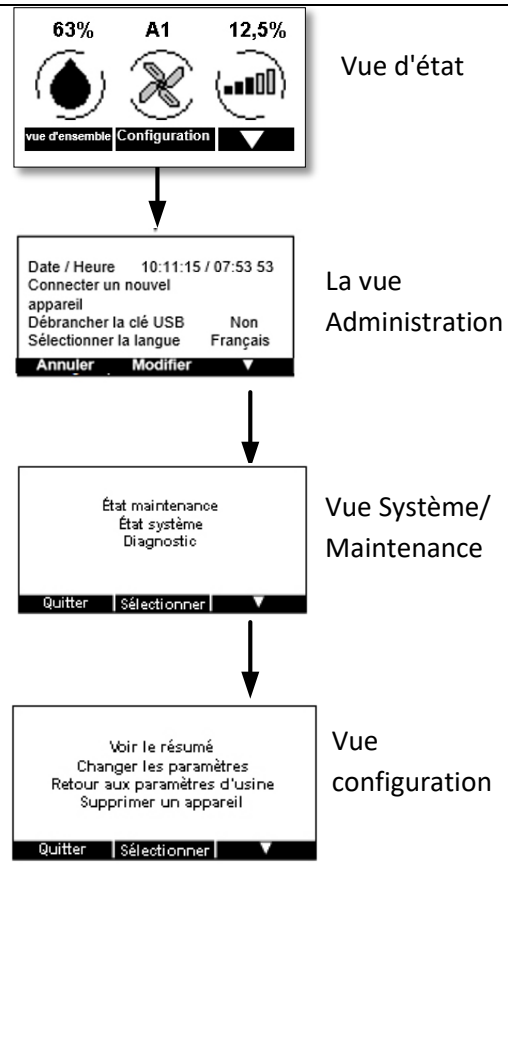 63% A1 12,5%
Vue d'état
vue d'ensemble Configuration
Date / Heure 10:11:15 / 07:53 53
Connecter un nouvel
appareil
Débrancher la clé USB Non
Sélectionner la langue Français
Annuler Modifier
La vue
Administration
État maintenance
État système
Diagnostic
Quitter Sélectionner
Vue Système/
Maintenance
Voir le résumé
Changer les paramètres
Retour aux paramètres d'usine
Supprimer un appareil
Quitter Sélectionner
Vue
configuration